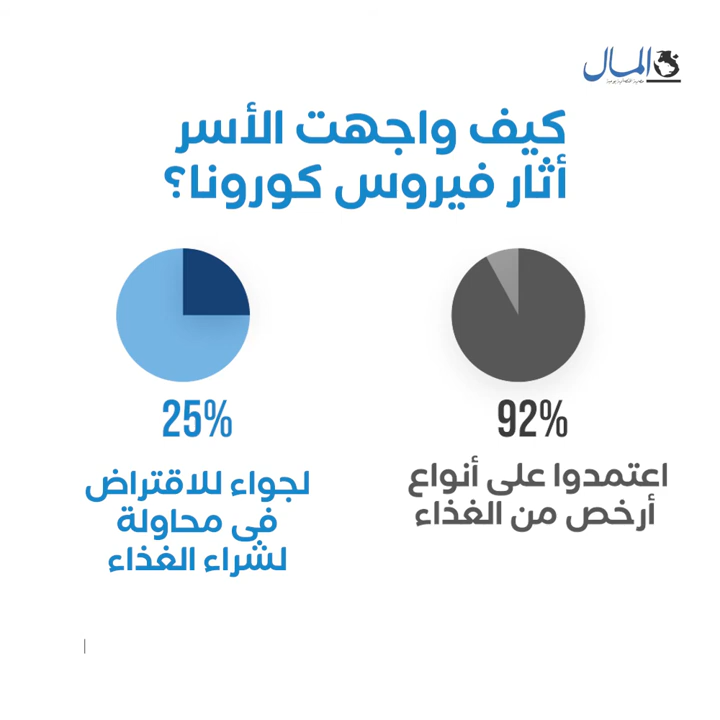 المال
كيف واجهت الأسر
أثار فيروس كورونا؟
92%
اعتمدوا على أنواع
أرخص من الغذاء
25%
لجواء للاقتراض
فى محاولة
لشراء الغذاء